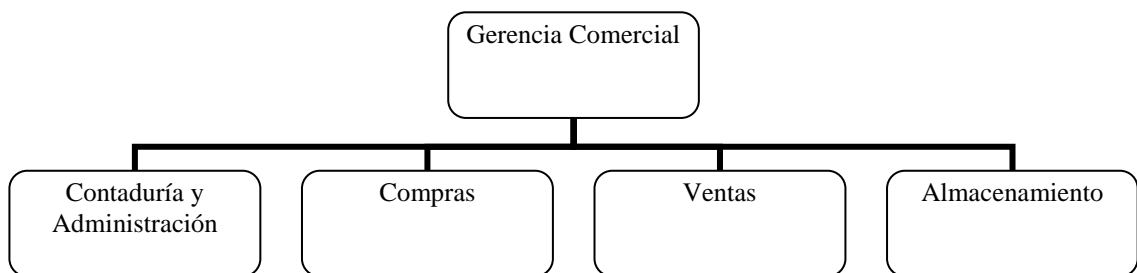 Gerencia Comercial
Contaduría y
Administración
Compras
Ventas
Almacenamiento